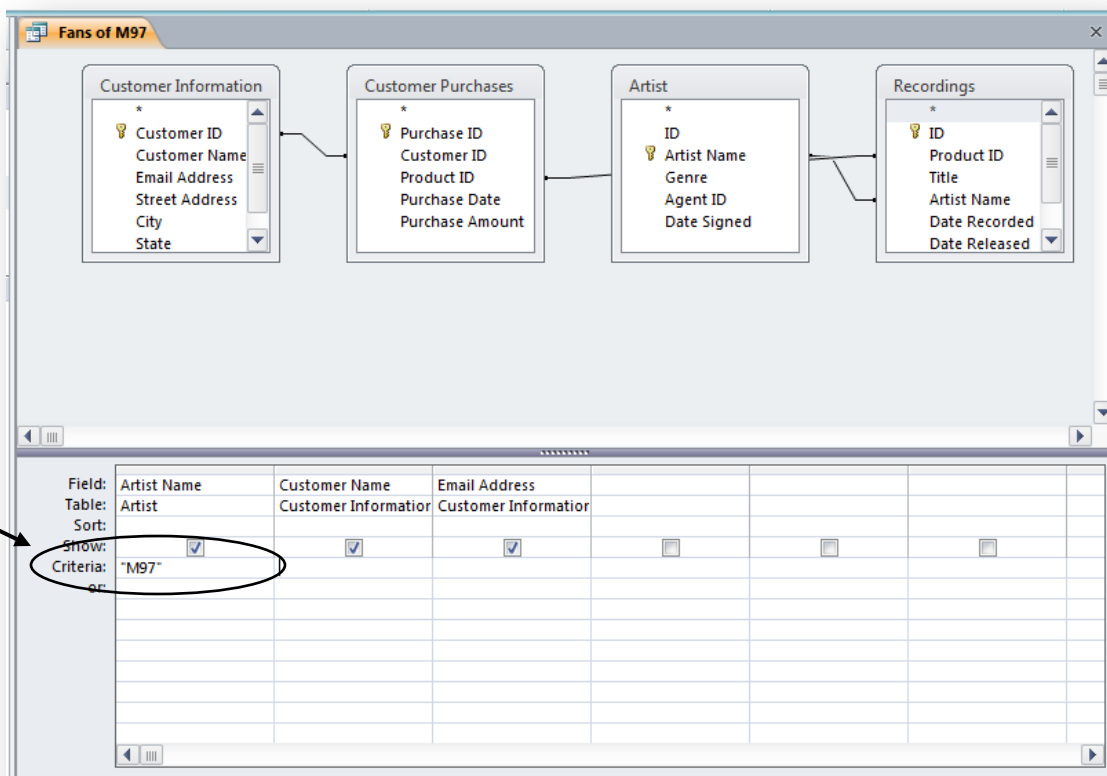 Fans of M97
Customer Information
*
Customer ID
Customer Name
Email Address
Street Address
City
State
Customer Purchases
*
Purchase ID
Customer ID
Product ID
Purchase Date
Purchase Amount
Artist
*
ID
Artist Name
Genre
Agent ID
Date Signed
Recordings
*
ID
Product ID
Title
Artist Name
Date Recorded
Date Released
Field: Artist Name Customer Name Email Address
Table: Artist Customer Information Customer Information
Sort:
Show:
Criteria: "M97"
or: